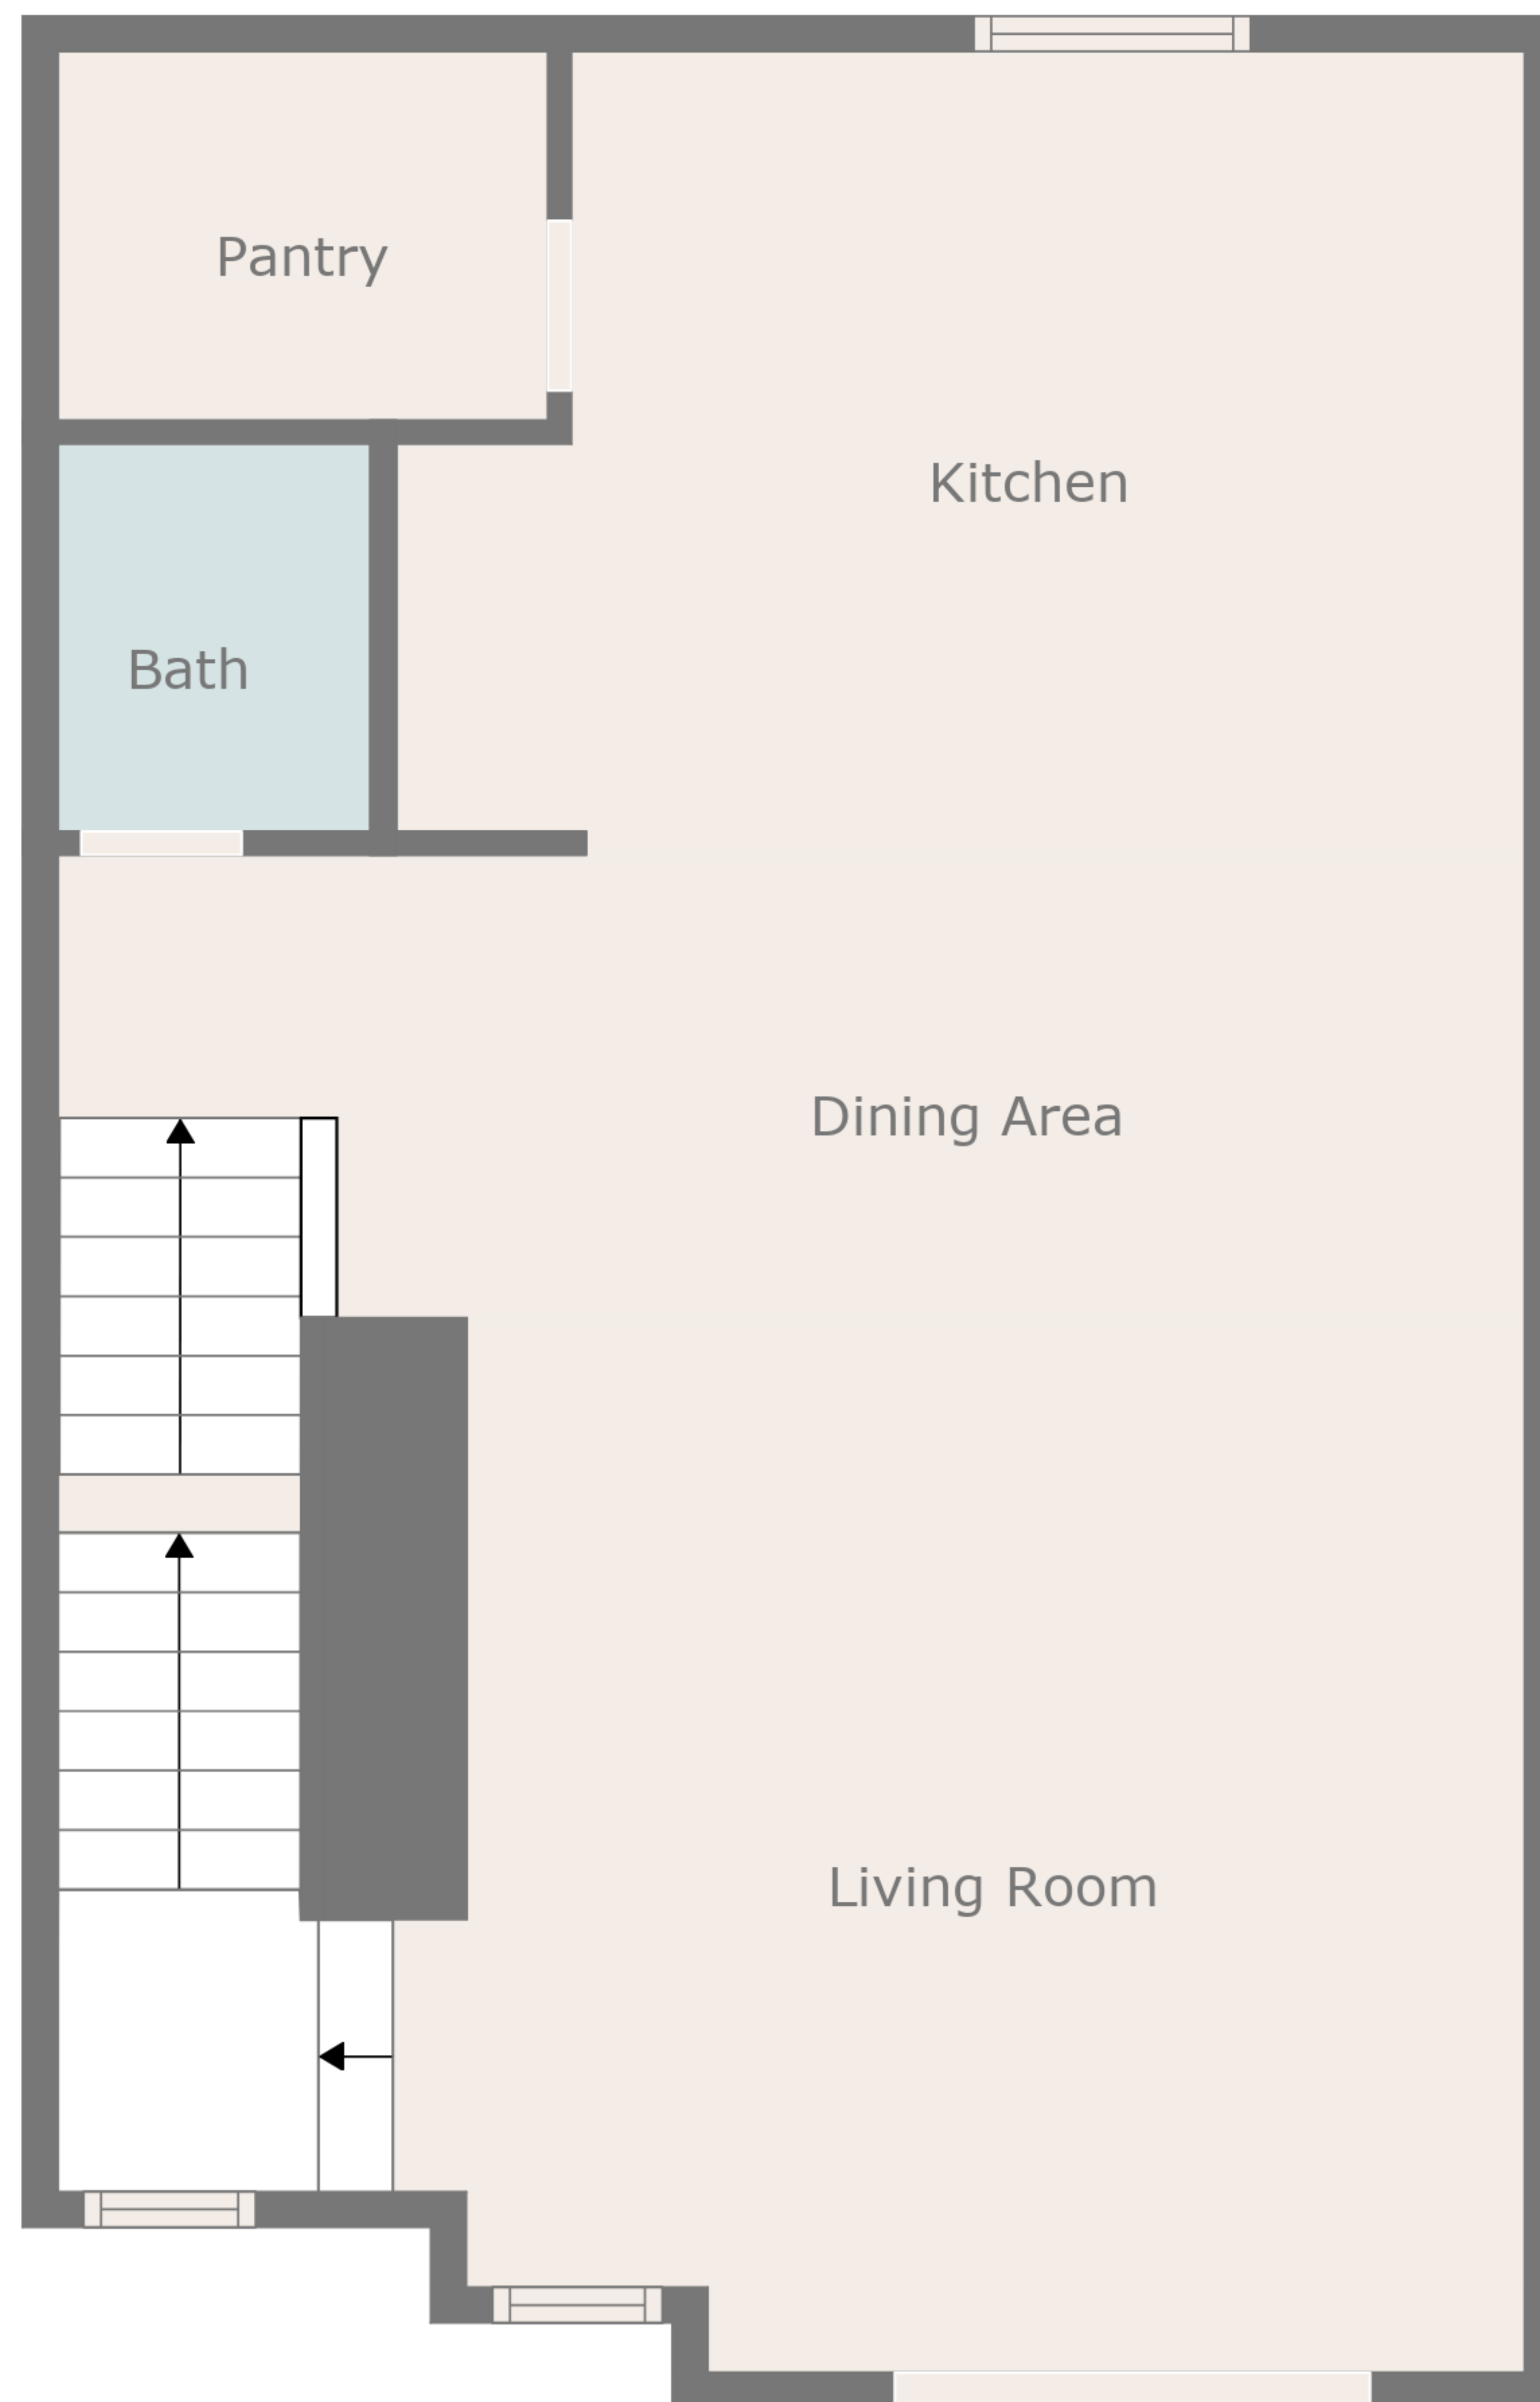 Pantry
Kitchen
Bath
Dining Area
Living Room